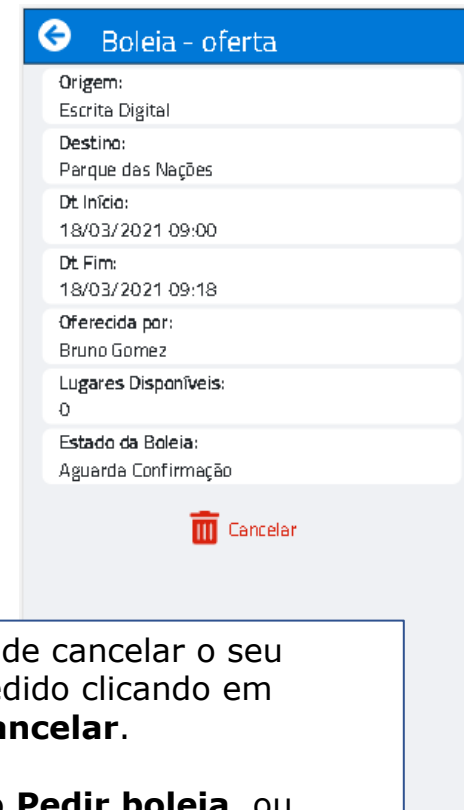 Boleia - oferta
Origem:
Escrita Digital
Destino:
Parque das Nações
Dt Início:
18/03/2021 09:00
Dt Fim:
18/03/2021 09:18
Oferecida por:
Bruno Gomez
Lugares Disponíveis:
0
Estado da Boleia:
Aguarda Confirmação
Cancelar
de cancelar o seu
edido clicando em
ancelar.
Pedir boleia, ou